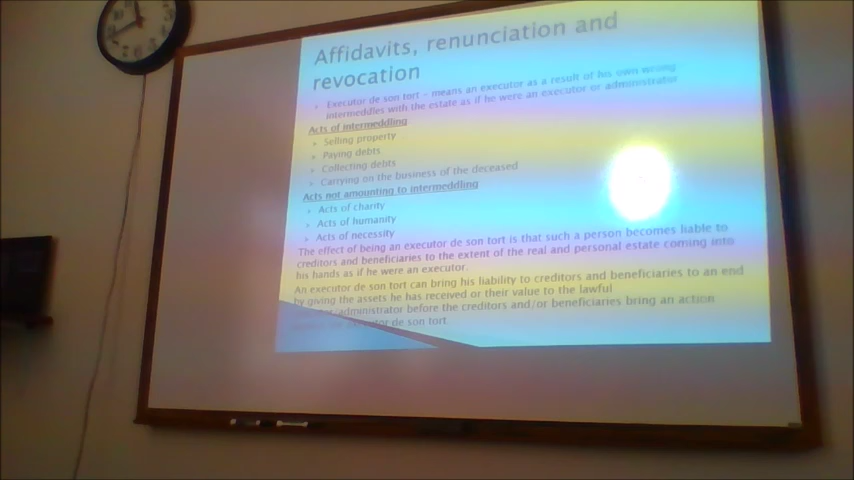 Affidavits, renunciation and
revocation
Executor de son tort - means an executor as a result of his own wrong
intermeddles with the estate as if he were an executor or administrator
Acts of intermeddling
Selling property
Paying debts
Collecting debts
Carrying on the business of the deceased
Acts not amounting to intermeddling
Acts of charity
Acts of humanity
Acts of necessity
The effect of being an executor de son tort is that such a person becomes liable to
creditors and beneficiaries to the extent of the real and personal estate coming into
his hands as if he were an executor.
An executor de son tort can bring his liability to creditors and beneficiaries to an end
by giving the assets he has received or their value to the lawful
/administrator before the creditors and/or beneficiaries bring an action
de son tort.